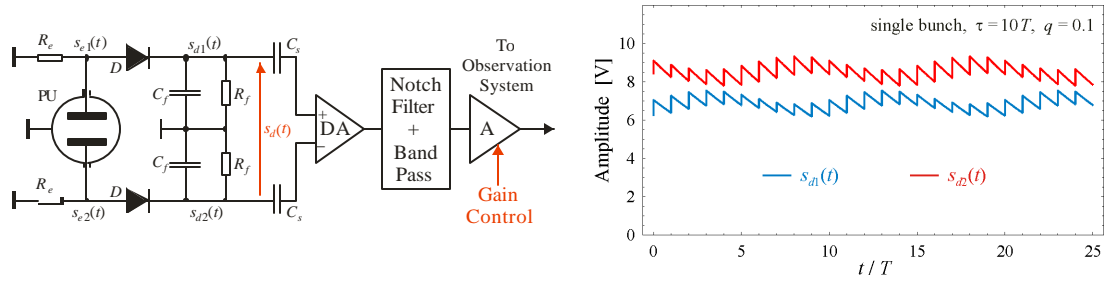 R_e
s_e1(t)
D
s_d1(t)
C_s
PU
C_f
R_f
s_d(t)
C_f
R_f
R_e
s_e2(t)
D
s_d2(t)
C_s
+
DA
−
Notch
Filter
+
Band
Pass
To
Observation
System
A
Gain
Control
single bunch, τ = 10 T, q = 0.1
Amplitude [V]
10
8
6
4
2
0
s_d1(t)
s_d2(t)
0 5 10 15 20 25
t / T